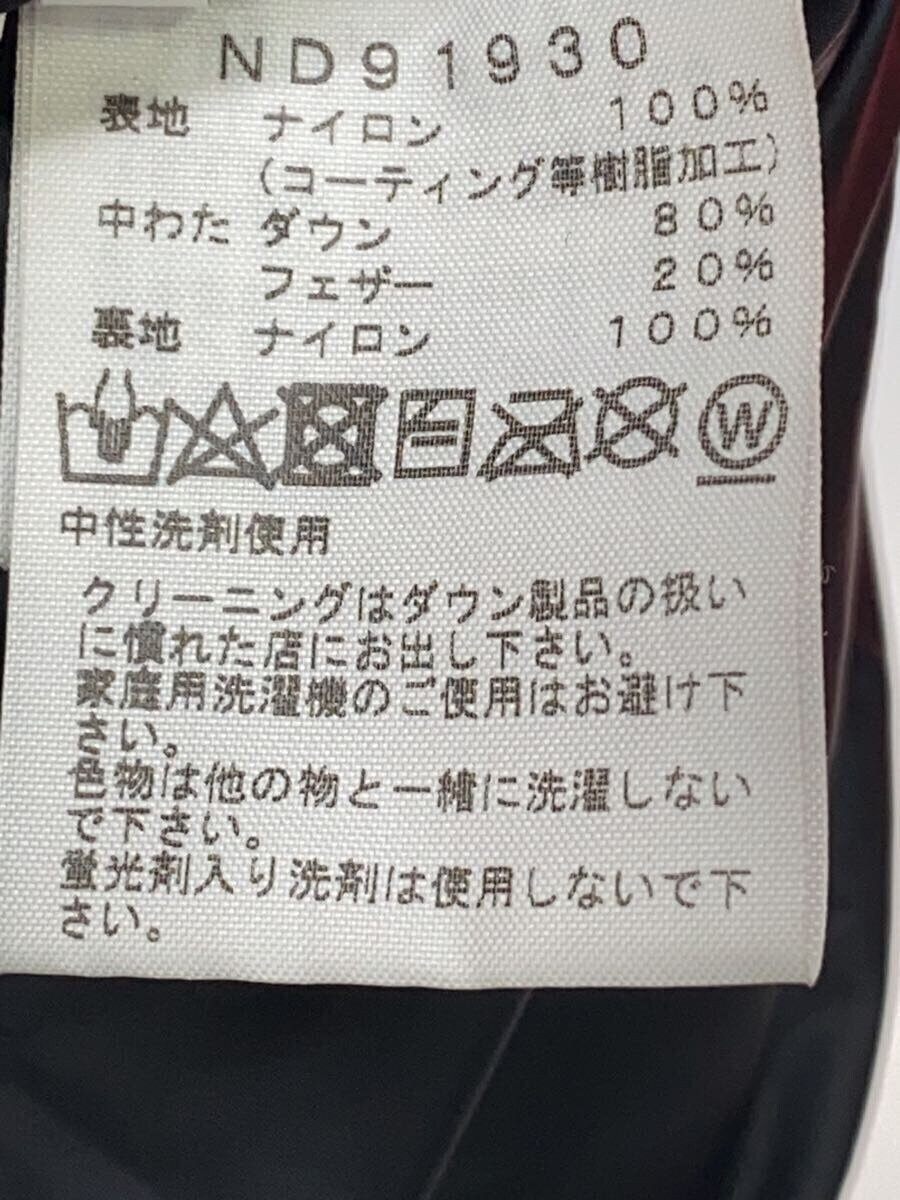 ND91930
表地 ナイロン 100%
(コーティング等樹脂加工)
中わた ダウン 80%
フェザー 20%
裏地 ナイロン 100%
W
中性洗剤使用
クリーニングはダウン製品の扱い
に慣れた店にお出し下さい。
家庭用洗濯機のご使用はお避け下
さい。
色物は他の物と一緒に洗濯しない
で下さい。
蛍光剤入り洗剤は使用しないで下
さい。